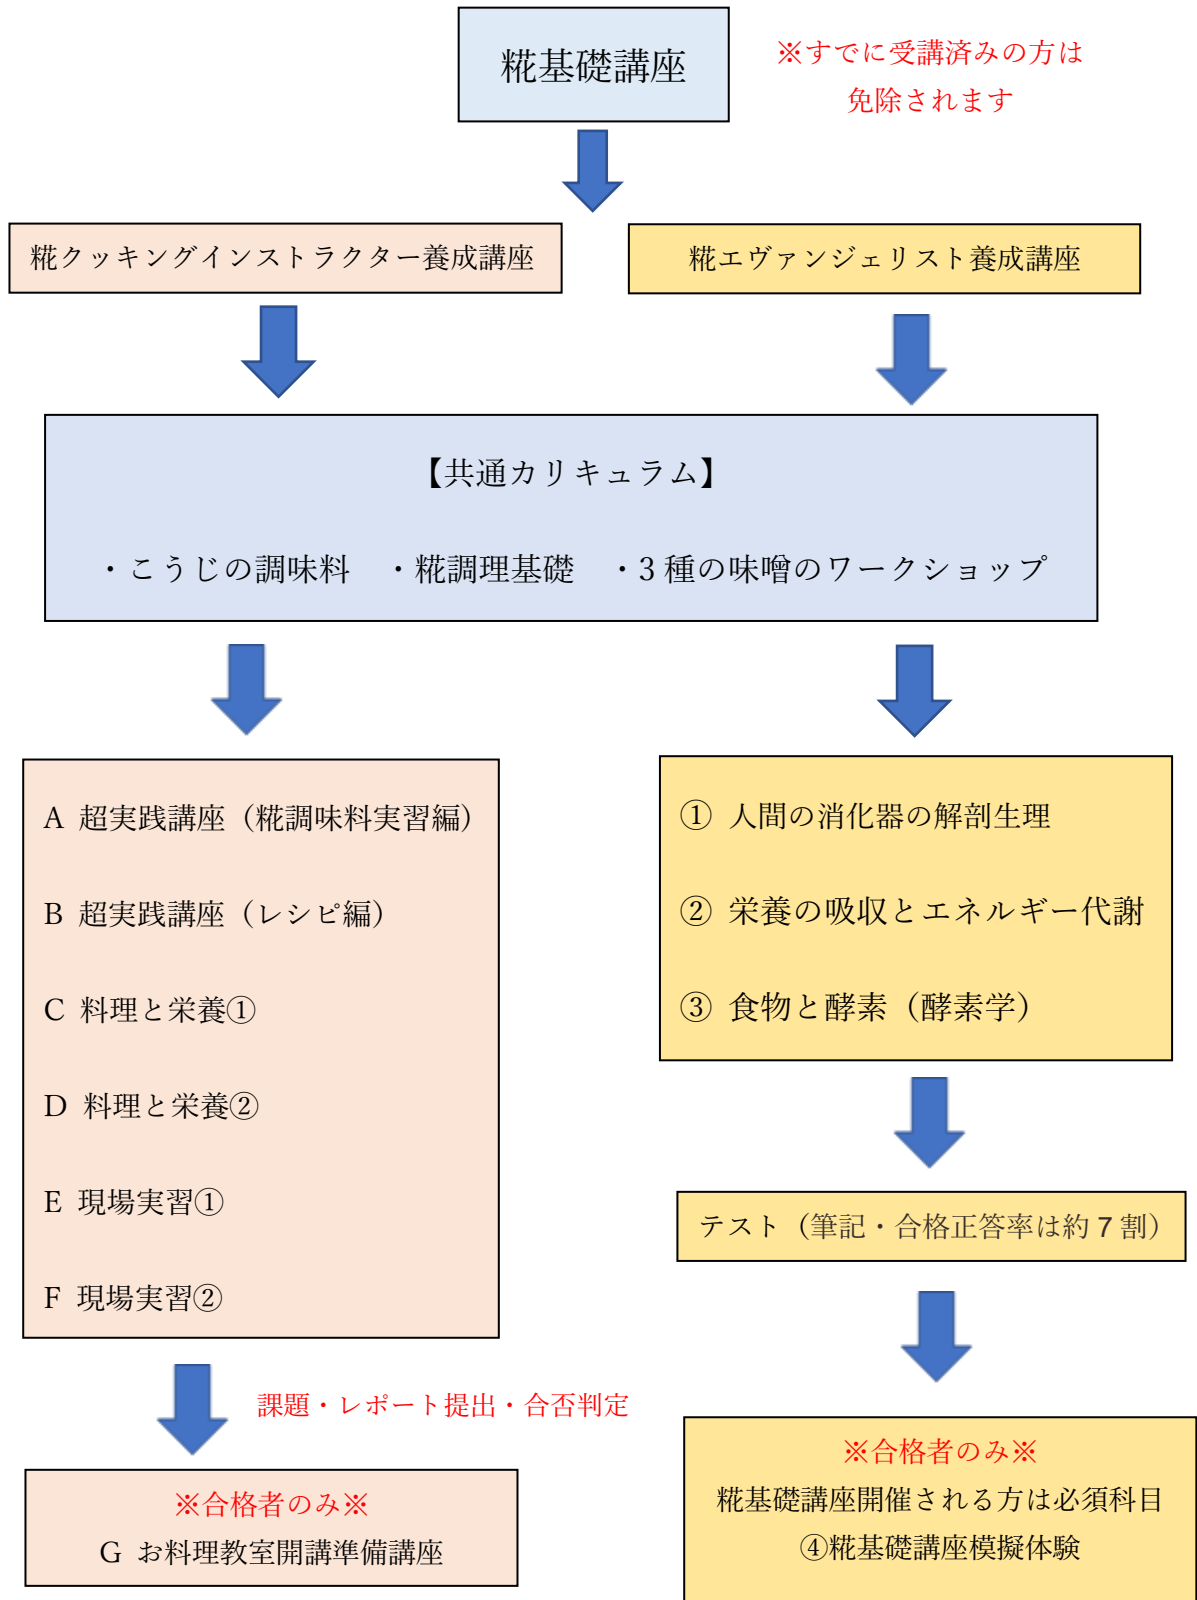 糀基礎講座
※すでに受講済みの方は
免除されます
糀クッキングインストラクター養成講座
糀エヴァンジェリスト養成講座
【共通カリキュラム】
・こうじの調味料　・糀調理基礎　・3種の味噌のワークショップ
A 超実践講座（糀調味料実習編）
B 超実践講座（レシピ編）
C 料理と栄養①
D 料理と栄養②
E 現場実習①
F 現場実習②
① 人間の消化器の解剖生理
② 栄養の吸収とエネルギー代謝
③ 食物と酵素（酵素学）
テスト（筆記・合格正答率は約7割）
課題・レポート提出・合否判定
※合格者のみ※
G お料理教室開講準備講座
※合格者のみ※
糀基礎講座開催される方は必須科目
④糀基礎講座模擬体験